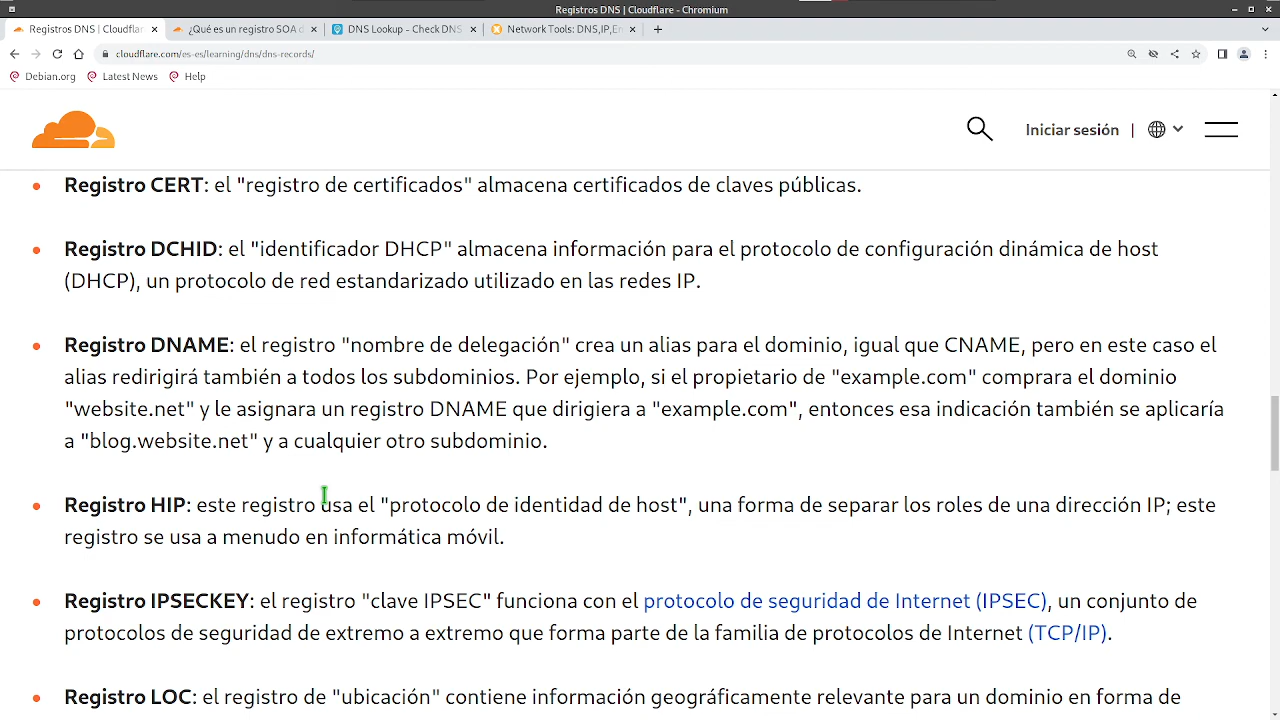 Registros DNS | Cloudflare - Chromium
Registros DNS | Cloudflar
¿Qué es un registro SOA d
DNS Lookup - Check DNS
Network Tools: DNS,IP,Em
cloudflare.com/es-es/learning/dns/dns-records/
Debian.org
Latest News
Help
Iniciar sesión |
Registro CERT: el "registro de certificados" almacena certificados de claves públicas.
Registro DCHID: el "identificador DHCP" almacena información para el protocolo de configuración dinámica de host
(DHCP), un protocolo de red estandarizado utilizado en las redes IP.
Registro DNAME: el registro "nombre de delegación" crea un alias para el dominio, igual que CNAME, pero en este caso el
alias redirigirá también a todos los subdominios. Por ejemplo, si el propietario de "example.com" comprara el dominio
"website.net" y le asignara un registro DNAME que dirigiera a "example.com", entonces esa indicación también se aplicaría
a "blog.website.net" y a cualquier otro subdominio.
Registro HIP: este registro usa el "protocolo de identidad de host", una forma de separar los roles de una dirección IP; este
registro se usa a menudo en informática móvil.
Registro IPSECKEY: el registro "clave IPSEC" funciona con el protocolo de seguridad de Internet (IPSEC), un conjunto de
protocolos de seguridad de extremo a extremo que forma parte de la familia de protocolos de Internet (TCP/IP).
Registro LOC: el registro de "ubicación" contiene información geográficamente relevante para un dominio en forma de